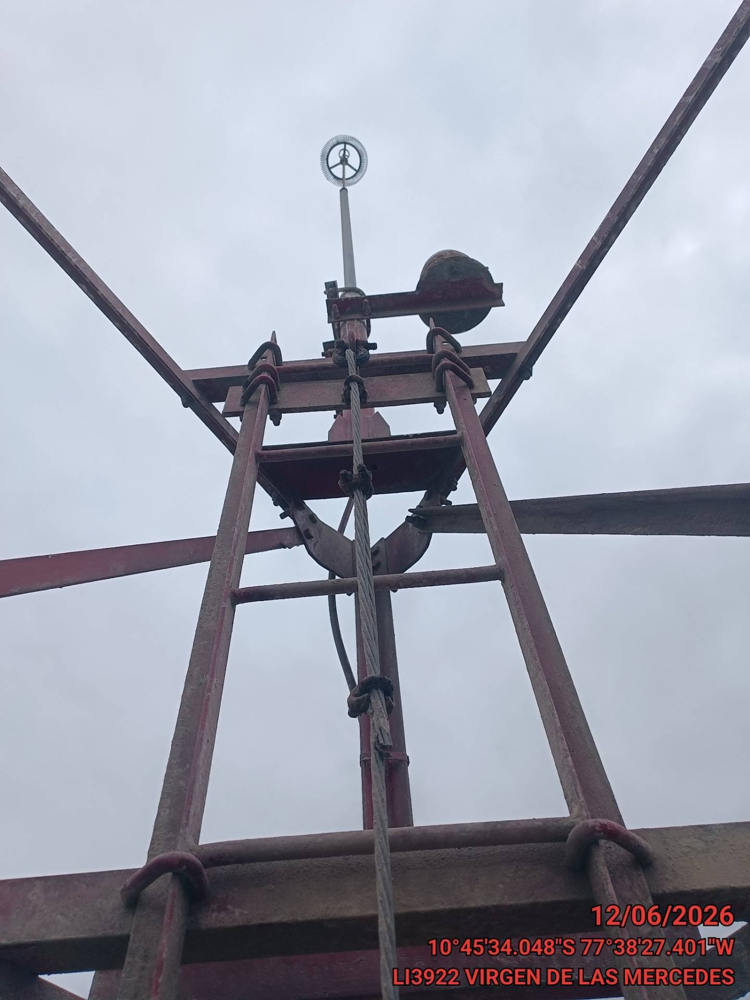 12/06/2026
10°45'34.048"S 77°38'27.401"W
LI3922 VIRGEN DE LAS MERCEDES